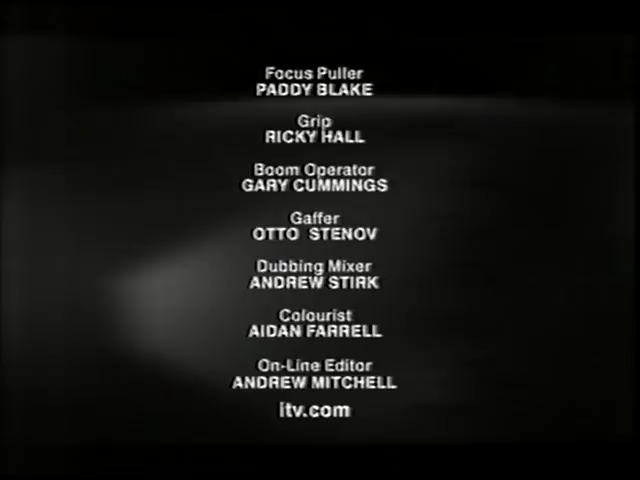 Focus Puller
PADDY BLAKE
Grip
RICKY HALL
Boom Operator
GARY CUMMINGS
Gaffer
OTTO STENOV
Dubbing Mixer
ANDREW STIRK
Colourist
AIDAN FARRELL
On-Line Editor
ANDREW MITCHELL
itv.com